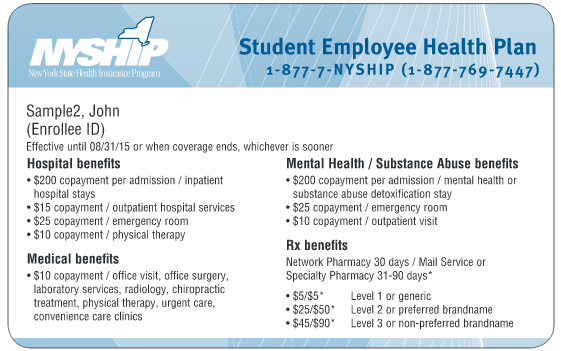 NYSHIP
New York State Health Insurance Program
Student Employee Health Plan
1-877-7-NYSHIP (1-877-769-7447)
Sample2, John
(Enrollee ID)
Effective until 08/31/15 or when coverage ends, whichever is sooner
Hospital benefits
• $200 copayment per admission / inpatient
hospital stays
• $15 copayment / outpatient hospital services
• $25 copayment / emergency room
• $10 copayment / physical therapy
Medical benefits
• $10 copayment / office visit, office surgery,
laboratory services, radiology, chiropractic
treatment, physical therapy, urgent care,
convenience care clinics
Mental Health / Substance Abuse benefits
• $200 copayment per admission / mental health or
substance abuse detoxification stay
• $25 copayment / emergency room
• $10 copayment / outpatient visit
Rx benefits
Network Pharmacy 30 days / Mail Service or
Specialty Pharmacy 31-90 days*
• $5/$5* Level 1 or generic
• $25/$50* Level 2 or preferred brandname
• $45/$90* Level 3 or non-preferred brandname